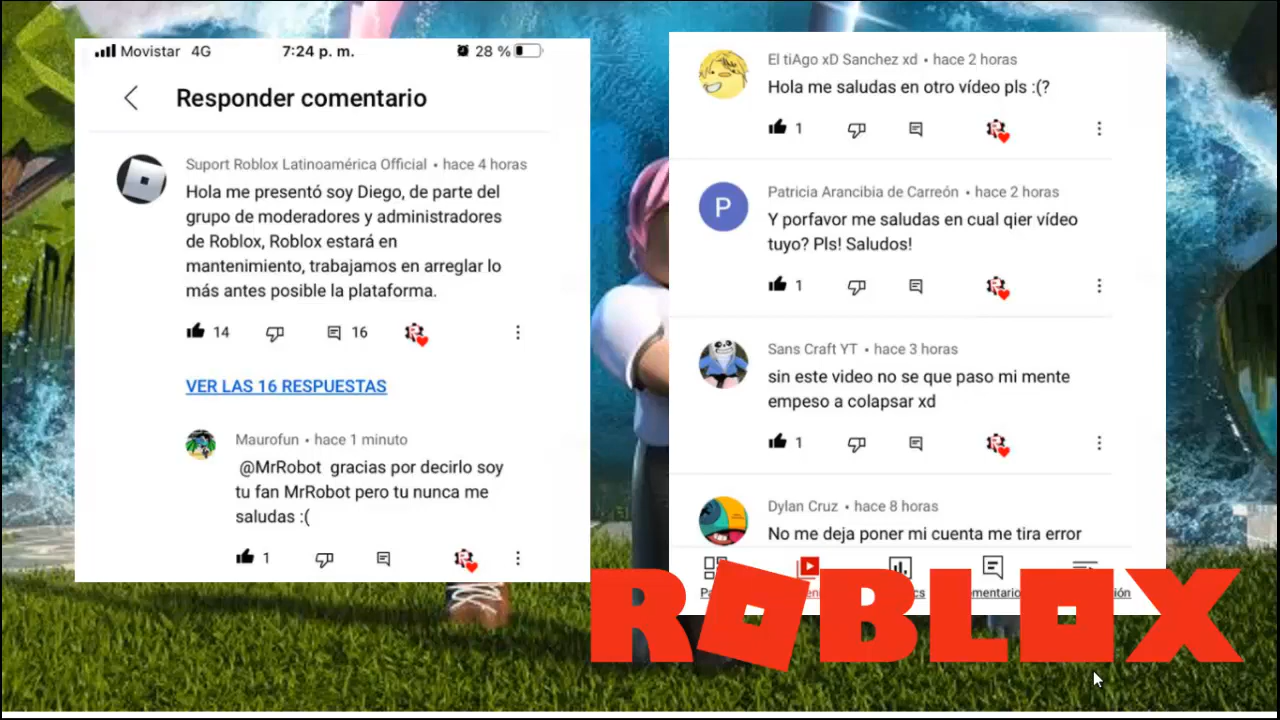 Movistar 4G 7:24 p. m. 28 %
Responder comentario
Suport Roblox Latinoamérica Official • hace 4 horas
Hola me presentó soy Diego, de parte del
grupo de moderadores y administradores
de Roblox, Roblox estará en
mantenimiento, trabajamos en arreglar lo
más antes posible la plataforma.
14 16
VER LAS 16 RESPUESTAS
Maurofun • hace 1 minuto
@MrRobot gracias por decirlo soy
tu fan MrRobot pero tu nunca me
saludas :(
1
El tiAgo xD Sanchez xd • hace 2 horas
Hola me saludas en otro vídeo pls :(?
1
P
Patricia Arancibia de Carreón • hace 2 horas
Y porfavor me saludas en cual qier vídeo
tuyo? Pls! Saludos!
1
Sans Craft YT • hace 3 horas
sin este video no se que paso mi mente
empeso a colapsar xd
1
Dylan Cruz • hace 8 horas
No me deja poner mi cuenta me tira error
ROBLOX